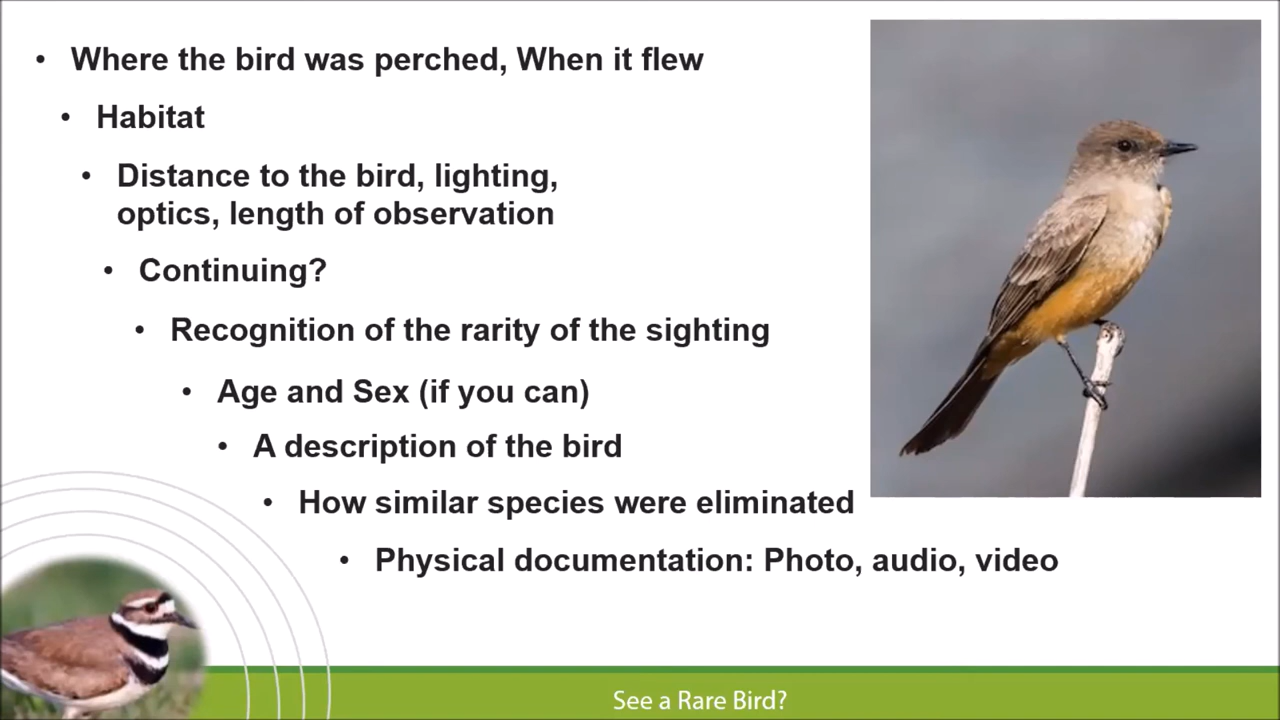 • Where the bird was perched, When it flew
• Habitat
• Distance to the bird, lighting,
optics, length of observation
• Continuing?
• Recognition of the rarity of the sighting
• Age and Sex (if you can)
• A description of the bird
• How similar species were eliminated
• Physical documentation: Photo, audio, video
See a Rare Bird?